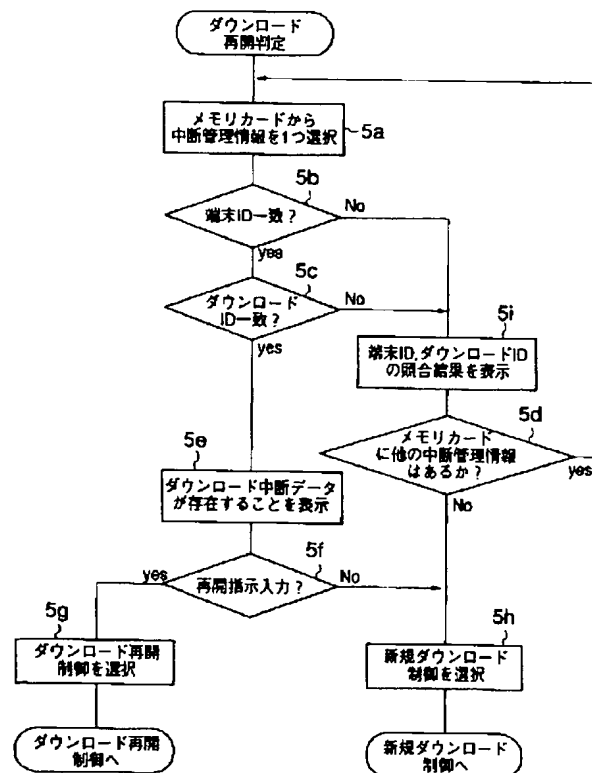 ダウンロード
再開判定
メモリカードから
中断管理情報を1つ選択
5a
5b
端末ID一致?
No
yes
5c
ダウンロード
ID一致?
No
yes
5i
端末ID,ダウンロードID
の照合結果を表示
5d
メモリカード
に他の中断管理情報
はあるか?
yes
No
5e
ダウンロード中断データ
が存在することを表示
5f
再開指示入力?
yes
No
5g
ダウンロード再開
制御を選択
5h
新規ダウンロード
制御を選択
ダウンロード再開
制御へ
新規ダウンロード
制御へ